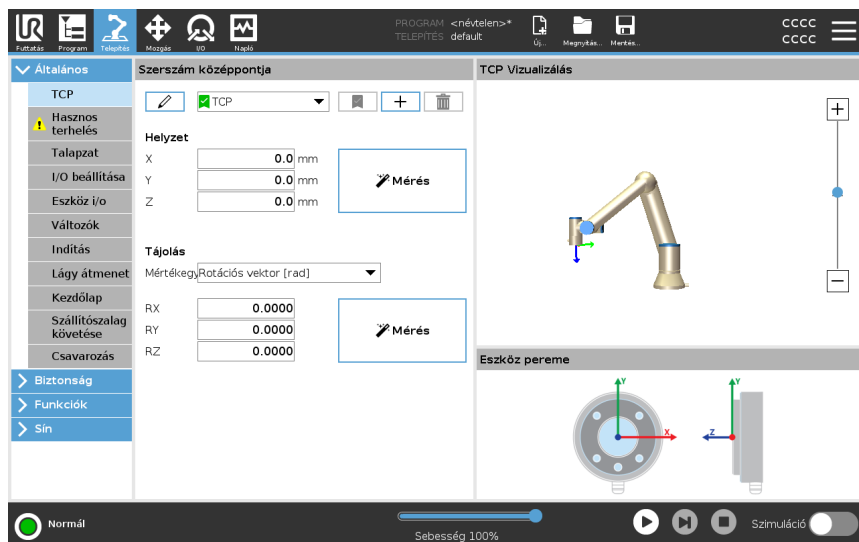 UR
PROGRAM <névtelen>*
TELEPÍTÉS default
CCCC
CCCC
Futtatás Program Telepítés Mozgás I/O Napló
Új... Megnyitás... Mentés...
Általános
TCP
Hasznos
terhelés
Talapzat
I/O beállítása
Eszköz i/o
Változók
Indítás
Lágy átmenet
Kezdőlap
Szállítószalag
követése
Csavarozás
Biztonság
Funkciók
Sín
Szerszám középpontja
TCP
Helyzet
X 0.0 mm
Y 0.0 mm
Z 0.0 mm
Mérés
Tájolás
Mértékegy Rotációs vektor [rad]
RX 0.0000
RY 0.0000
RZ 0.0000
Mérés
TCP Vizualizálás
Eszköz pereme
Y
X
Y
Z
Normál
Sebesség 100%
Szimuláció